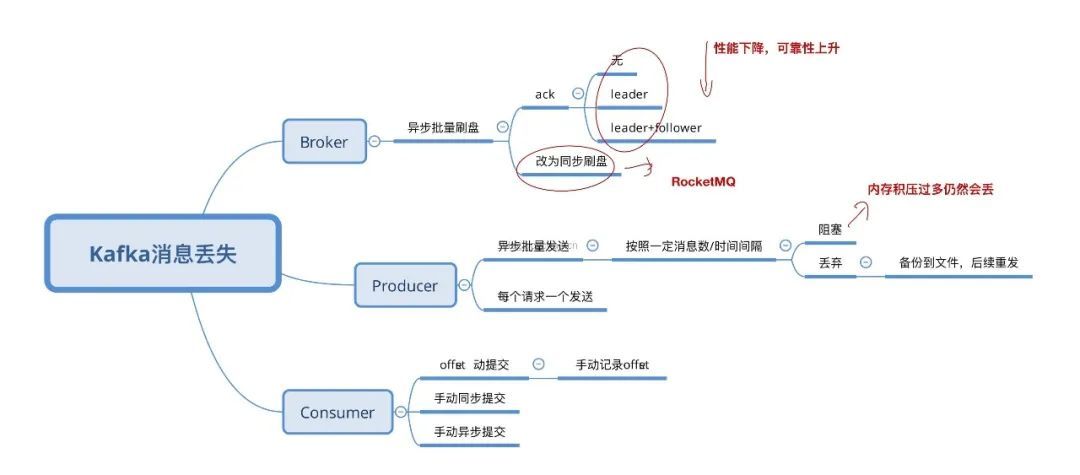 Kafka消息丢失
Broker
异步批量刷盘
ack
无
leader
leader+follower
性能下降，可靠性上升
改为同步刷盘
RocketMQ
Producer
异步批量发送
按照一定消息数/时间间隔
阻塞
内存积压过多仍然会丢
丢弃
备份到文件，后续重发
每个请求一个发送
Consumer
offset 动提交
手动记录offset
手动同步提交
手动异步提交